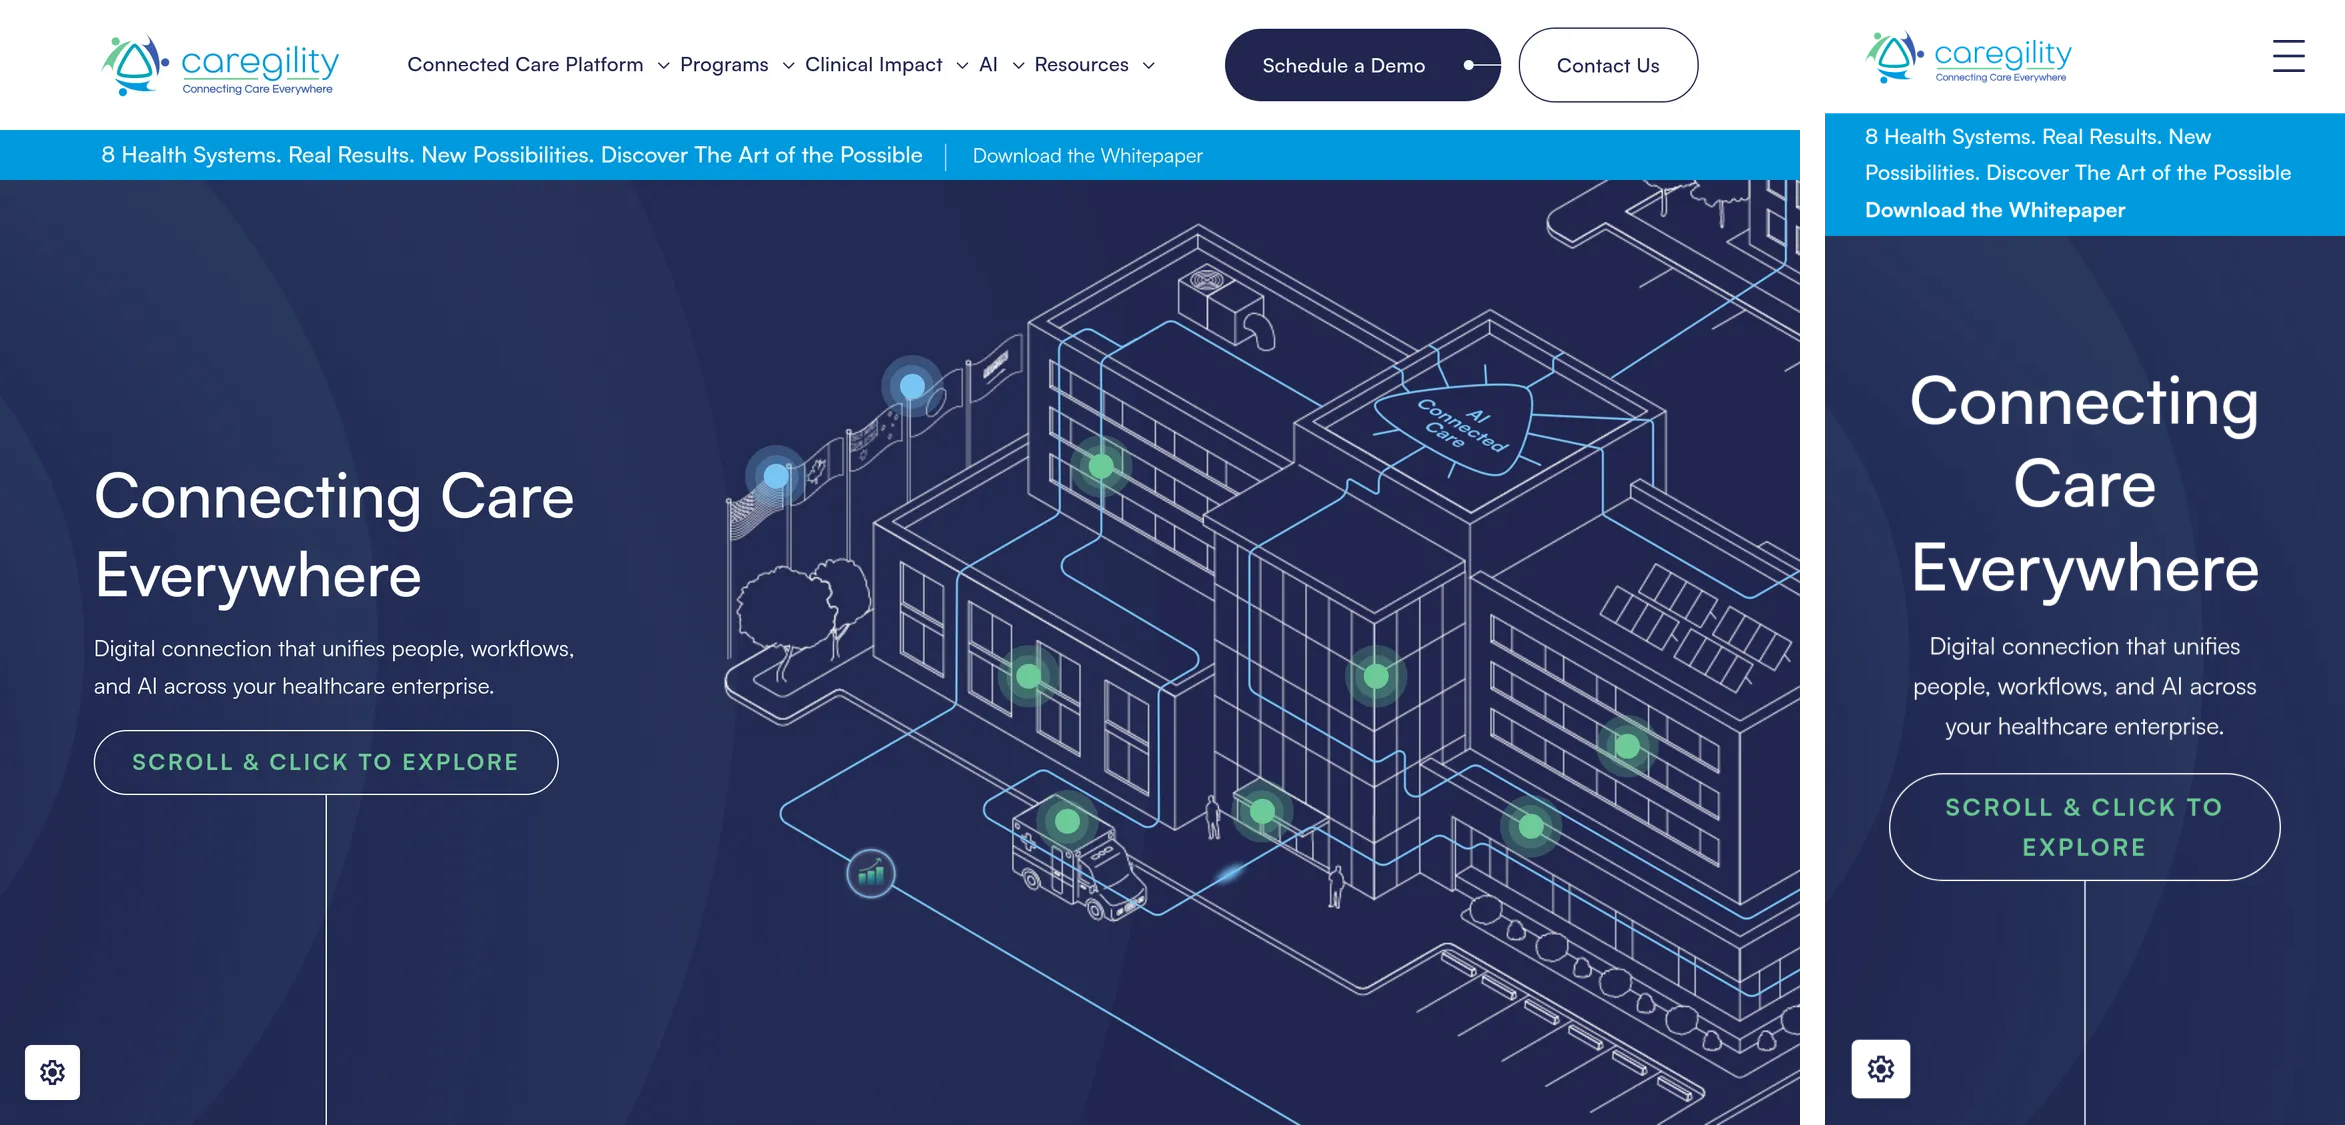 caregility
Connecting Care Everywhere
Connected Care Platform
Programs
Clinical Impact
AI
Resources
Schedule a Demo
Contact Us
8 Health Systems. Real Results. New Possibilities. Discover The Art of the Possible
Download the Whitepaper
Connecting Care
Everywhere
Digital connection that unifies people, workflows,
and AI across your healthcare enterprise.
SCROLL & CLICK TO EXPLORE
AI
Connected
Care
caregility
Connecting Care Everywhere
8 Health Systems. Real Results. New
Possibilities. Discover The Art of the Possible
Download the Whitepaper
Connecting
Care
Everywhere
Digital connection that unifies
people, workflows, and AI across
your healthcare enterprise.
SCROLL & CLICK TO
EXPLORE